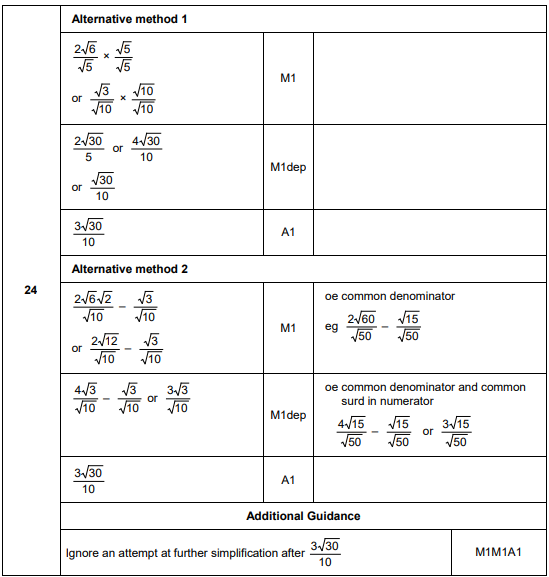 Alternative method 1
2√6/√5 × √5/√5
or √3/√10 × √10/√10
M1
2√30/5 or 4√30/10
or √30/10
M1dep
3√30/10
A1
24
Alternative method 2
2√6√2/√10 − √3/√10
or 2√12/√10 − √3/√10
M1
oe common denominator
eg 2√60/√50 − √15/√50
4√3/√10 − √3/√10 or 3√3/√10
M1dep
oe common denominator and common
surd in numerator
4√15/√50 − √15/√50 or 3√15/√50
3√30/10
A1
Additional Guidance
Ignore an attempt at further simplification after 3√30/10
M1M1A1